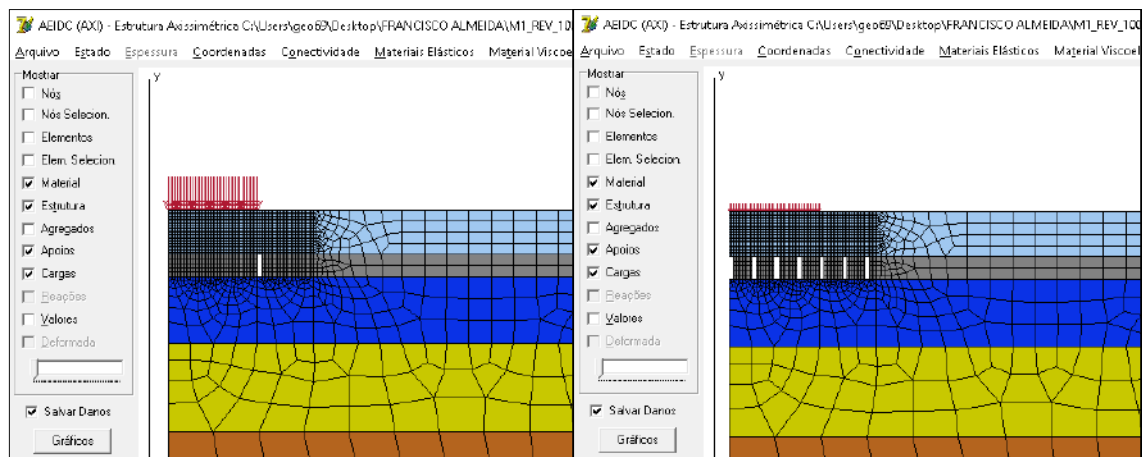 AEIDC (AXI) - Estrutura Axissimétrica C:\Users\geo69\Desktop\FRANCISCO ALMEIDA\M1_REV_100
Arquivo Estado Espessura Coordenadas Conectividade Materiais Elásticos Material Viscoel
Mostrar
Nós
Nós Selecion.
Elementos
Elem. Selecion.
Material
Estrutura
Agregados
Apoios
Cargas
Reações
Valores
Deformada
Salvar Danos
Gráficos
y
AEIDC (AXI) - Estrutura Axissimétrica C:\Users\geo69\Desktop\FRANCISCO ALMEIDA\M1_REV_10
Arquivo Estado Espessura Coordenadas Conectividade Materiais Elásticos Material Viscoel
Mostrar
Nós
Nós Selecion.
Elementos
Elem. Selecion.
Material
Estrutura
Agregados
Apoios
Cargas
Reações
Valores
Deformada
Salvar Danos
Gráficos
y